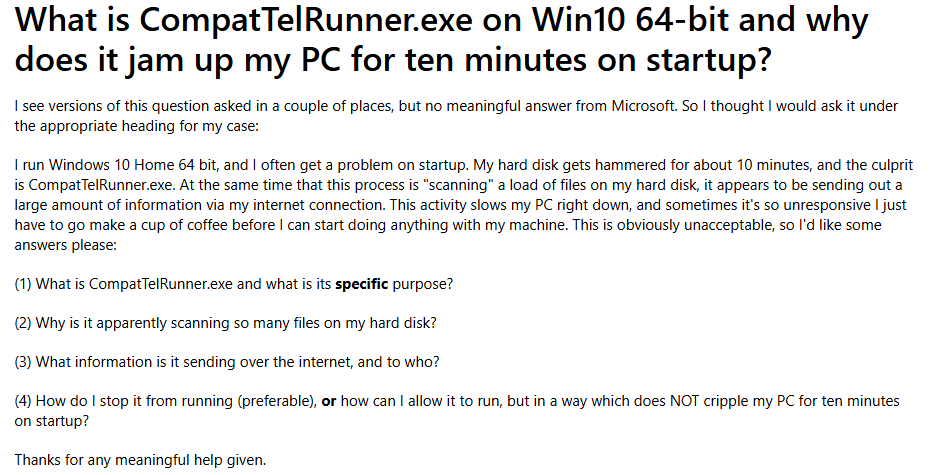 What is CompatTelRunner.exe on Win10 64-bit and why
does it jam up my PC for ten minutes on startup?
I see versions of this question asked in a couple of places, but no meaningful answer from Microsoft. So I thought I would ask it under
the appropriate heading for my case:
I run Windows 10 Home 64 bit, and I often get a problem on startup. My hard disk gets hammered for about 10 minutes, and the culprit
is CompatTelRunner.exe. At the same time that this process is "scanning" a load of files on my hard disk, it appears to be sending out a
large amount of information via my internet connection. This activity slows my PC right down, and sometimes it's so unresponsive I just
have to go make a cup of coffee before I can start doing anything with my machine. This is obviously unacceptable, so I'd like some
answers please:
(1) What is CompatTelRunner.exe and what is its specific purpose?
(2) Why is it apparently scanning so many files on my hard disk?
(3) What information is it sending over the internet, and to who?
(4) How do I stop it from running (preferable), or how can I allow it to run, but in a way which does NOT cripple my PC for ten minutes
on startup?
Thanks for any meaningful help given.